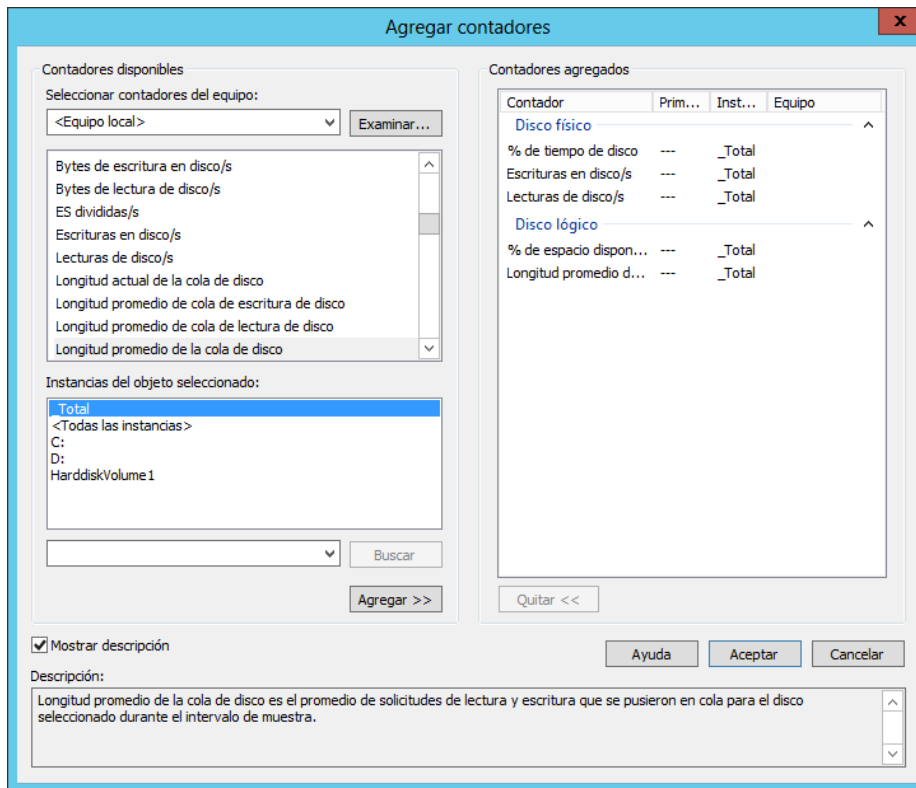 Agregar contadores
x
Contadores disponibles
Seleccionar contadores del equipo:
<Equipo local>
Examinar...
Bytes de escritura en disco/s
Bytes de lectura de disco/s
ES divididas/s
Escrituras en disco/s
Lecturas de disco/s
Longitud actual de la cola de disco
Longitud promedio de cola de escritura de disco
Longitud promedio de cola de lectura de disco
Longitud promedio de la cola de disco
Instancias del objeto seleccionado:
_Total
<Todas las instancias>
C:
D:
HarddiskVolume1
Buscar
Agregar >>
Contadores agregados
Contador Prim... Inst... Equipo
Disco físico
% de tiempo de disco --- _Total
Escrituras en disco/s --- _Total
Lecturas de disco/s --- _Total
Disco lógico
% de espacio dispon... --- _Total
Longitud promedio d... --- _Total
Quitar <<
Mostrar descripción
Ayuda
Aceptar
Cancelar
Descripción:
Longitud promedio de la cola de disco es el promedio de solicitudes de lectura y escritura que se pusieron en cola para el disco
seleccionado durante el intervalo de muestra.